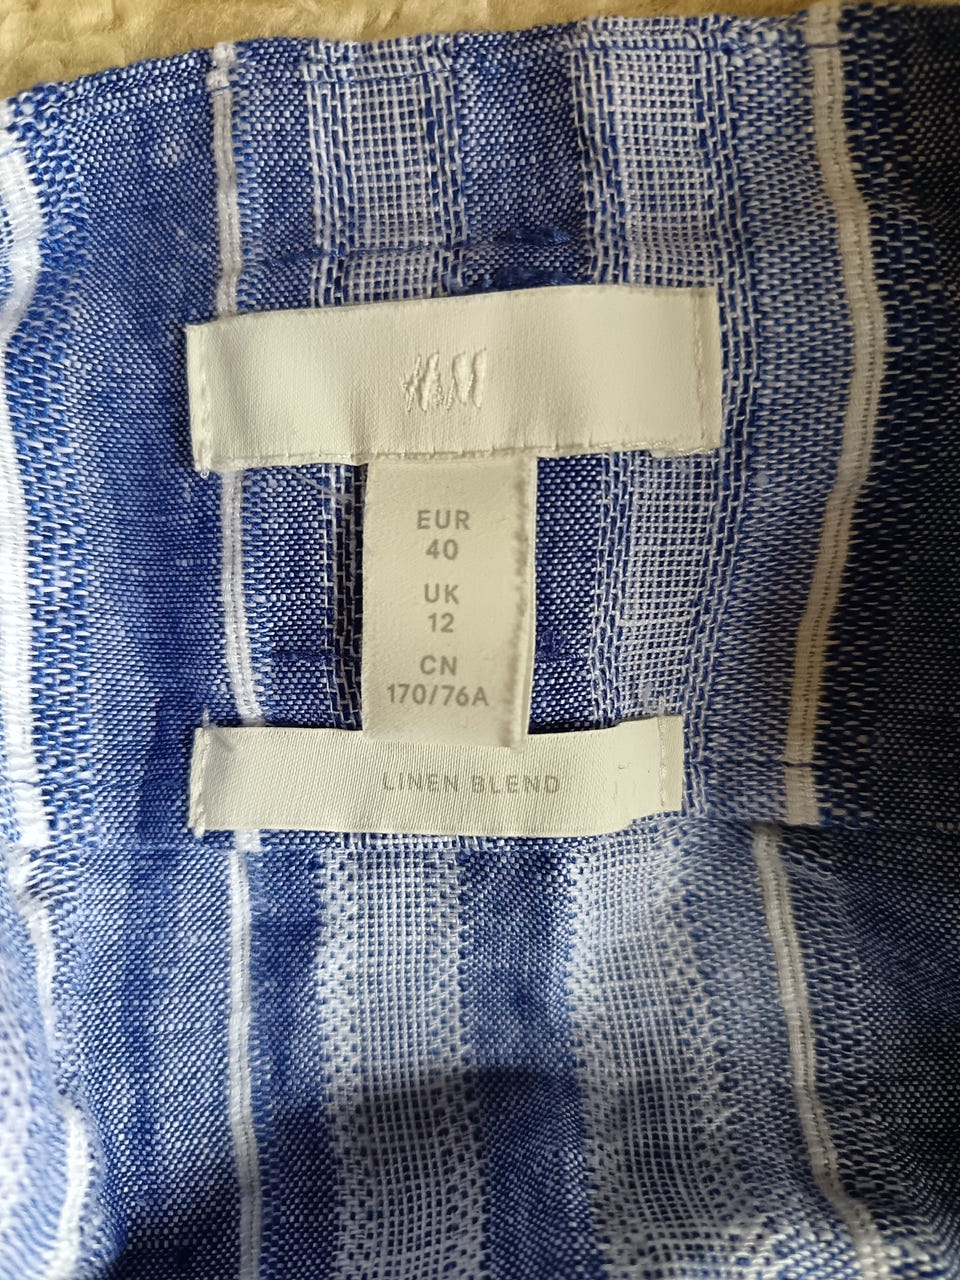 H&M
EUR
40
UK
12
CN
170/76A
LINEN BLEND